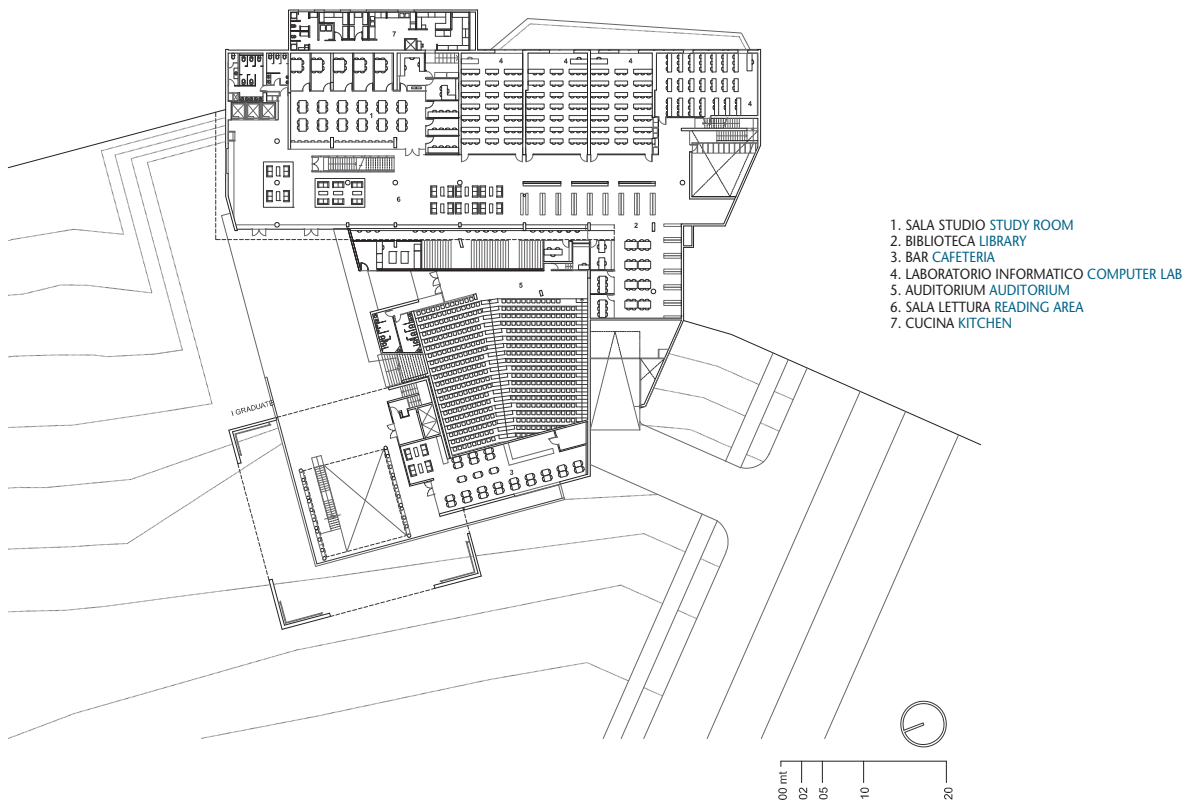 7
4
4
4
4
1
6
2
5
3
I GRADUATE
1. SALA STUDIO STUDY ROOM
2. BIBLIOTECA LIBRARY
3. BAR CAFETERIA
4. LABORATORIO INFORMATICO COMPUTER LAB
5. AUDITORIUM AUDITORIUM
6. SALA LETTURA READING AREA
7. CUCINA KITCHEN
00 mt
02
05
10
20